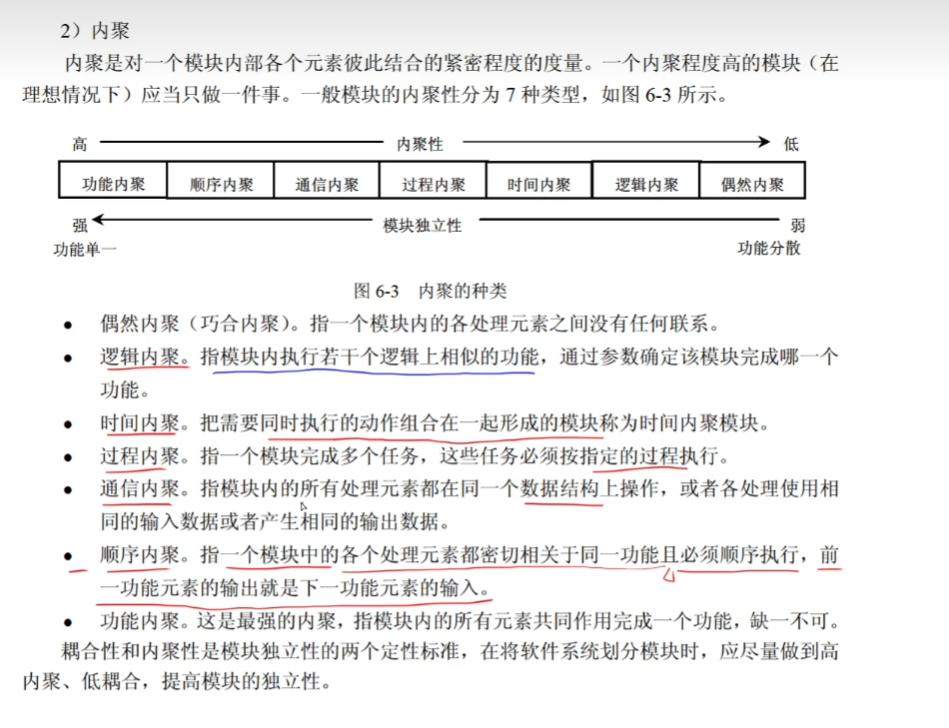 2）内聚
内聚是对一个模块内部各个元素彼此结合的紧密程度的度量。一个内聚程度高的模块（在
理想情况下）应当只做一件事。一般模块的内聚性分为 7 种类型，如图 6-3 所示。
高 内聚性 低
功能内聚 顺序内聚 通信内聚 过程内聚 时间内聚 逻辑内聚 偶然内聚
强 模块独立性 弱
功能单一 功能分散
图 6-3 内聚的种类
● 偶然内聚（巧合内聚）。指一个模块内的各处理元素之间没有任何联系。
● 逻辑内聚。指模块内执行若干个逻辑上相似的功能，通过参数确定该模块完成哪一个
功能。
● 时间内聚。把需要同时执行的动作组合在一起形成的模块称为时间内聚模块。
● 过程内聚。指一个模块完成多个任务，这些任务必须按指定的过程执行。
● 通信内聚。指模块内的所有处理元素都在同一个数据结构上操作，或者各处理使用相
同的输入数据或者产生相同的输出数据。
● 顺序内聚。指一个模块中的各个处理元素都密切相关于同一功能且必须顺序执行，前
一功能元素的输出就是下一功能元素的输入。
● 功能内聚。这是最强的内聚，指模块内的所有元素共同作用完成一个功能，缺一不可。
耦合性和内聚性是模块独立性的两个定性标准，在将软件系统划分模块时，应尽量做到高
内聚、低耦合，提高模块的独立性。